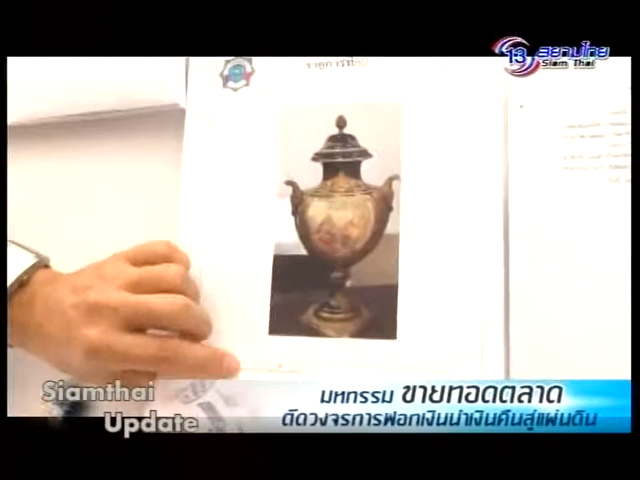 13 สยามไทย
Siam Thai
Siamthai
Update
มหกรรม ขายทอดตลาด
ตัดวงจรการฟอกเงินนำเงินคืนสู่แผ่นดิน